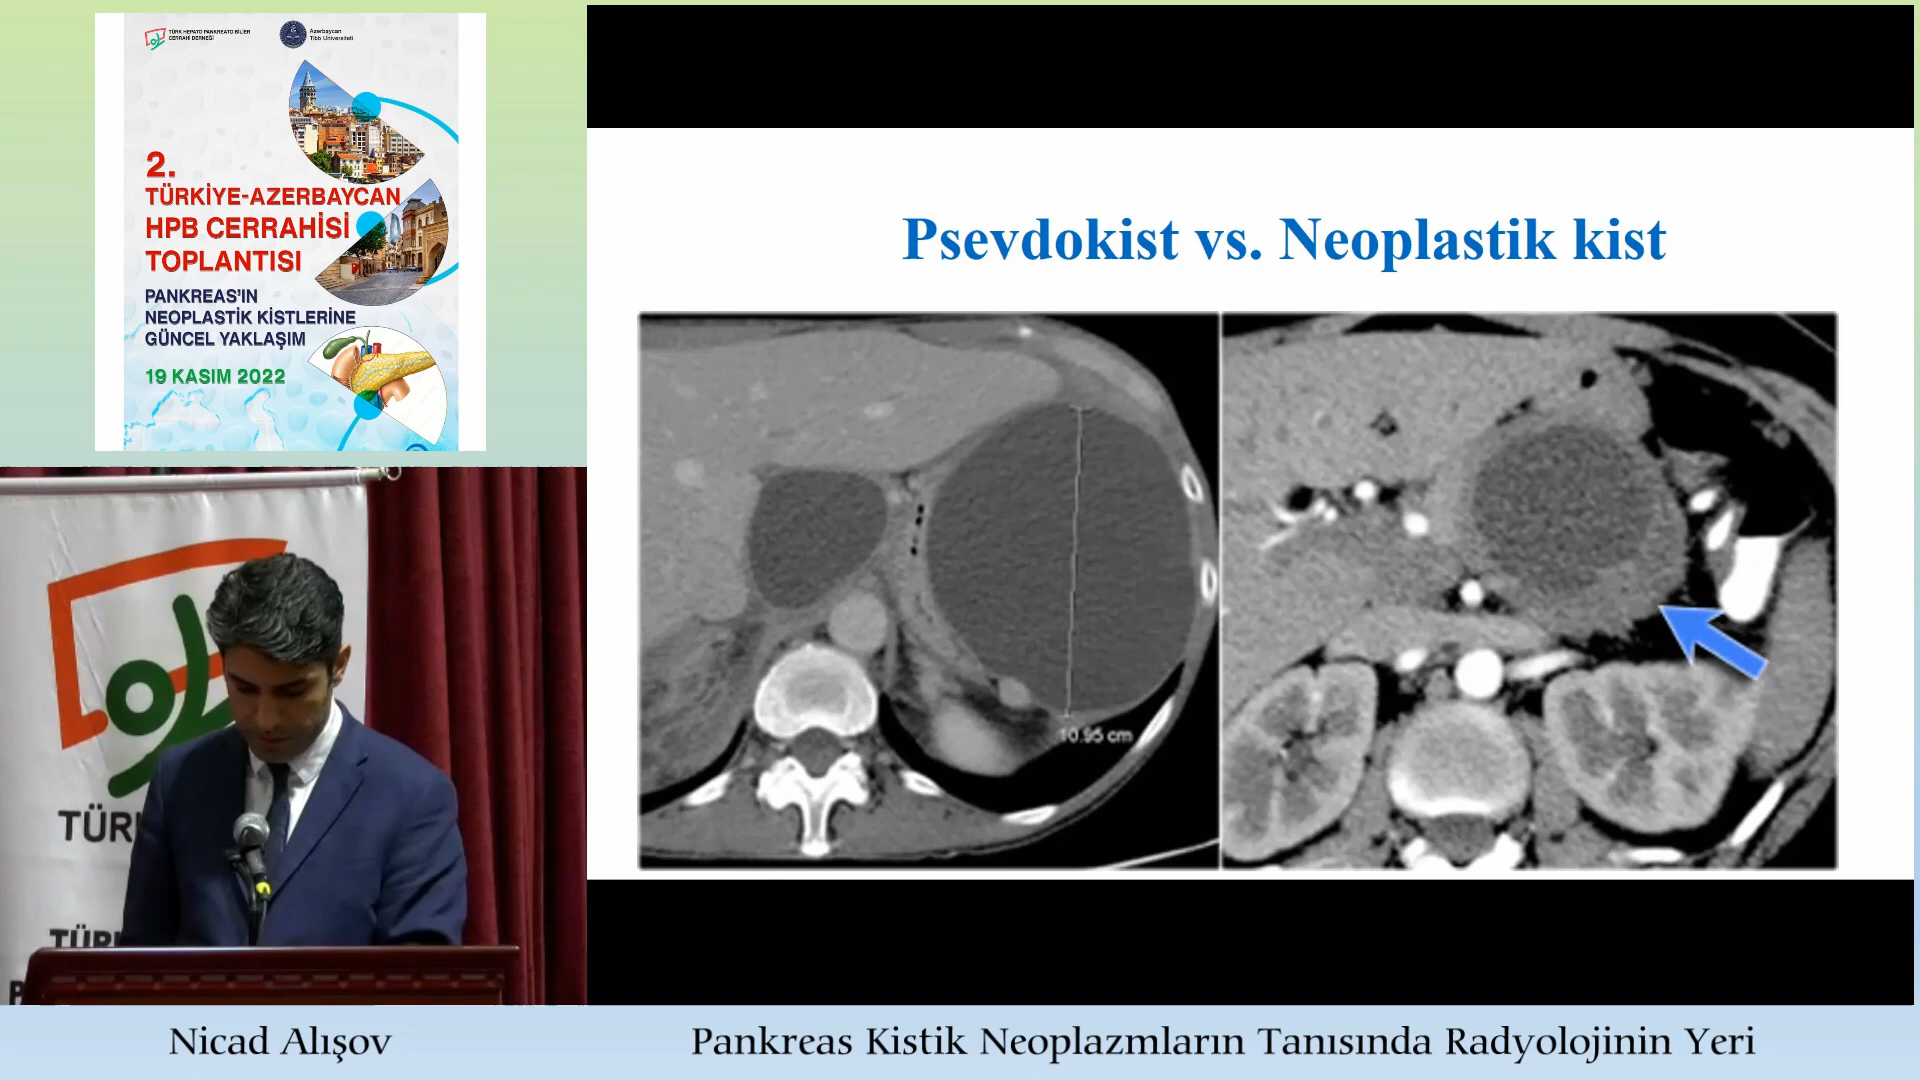 TÜRK HEPATO PANKREATO BİLİER
CERRAHİ DERNEĞİ
Azərbaycan
Tibb Universiteti
2.
TÜRKİYE-AZERBAYCAN
HPB CERRAHİSİ
TOPLANTISI
PANKREAS'IN
NEOPLASTİK KİSTLERİNE
GÜNCEL YAKLAŞIM
19 KASIM 2022
Psevdokist vs. Neoplastik kist
10.95 cm
TÜR
TÜR
P
Nicad Alışov
Pankreas Kistik Neoplazmların Tanısında Radyolojinin Yeri